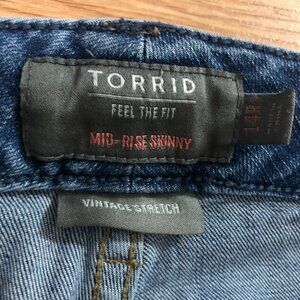 TORRID
FEEL THE FIT
MID-RISE SKINNY
14R
VINTAGE STRETCH